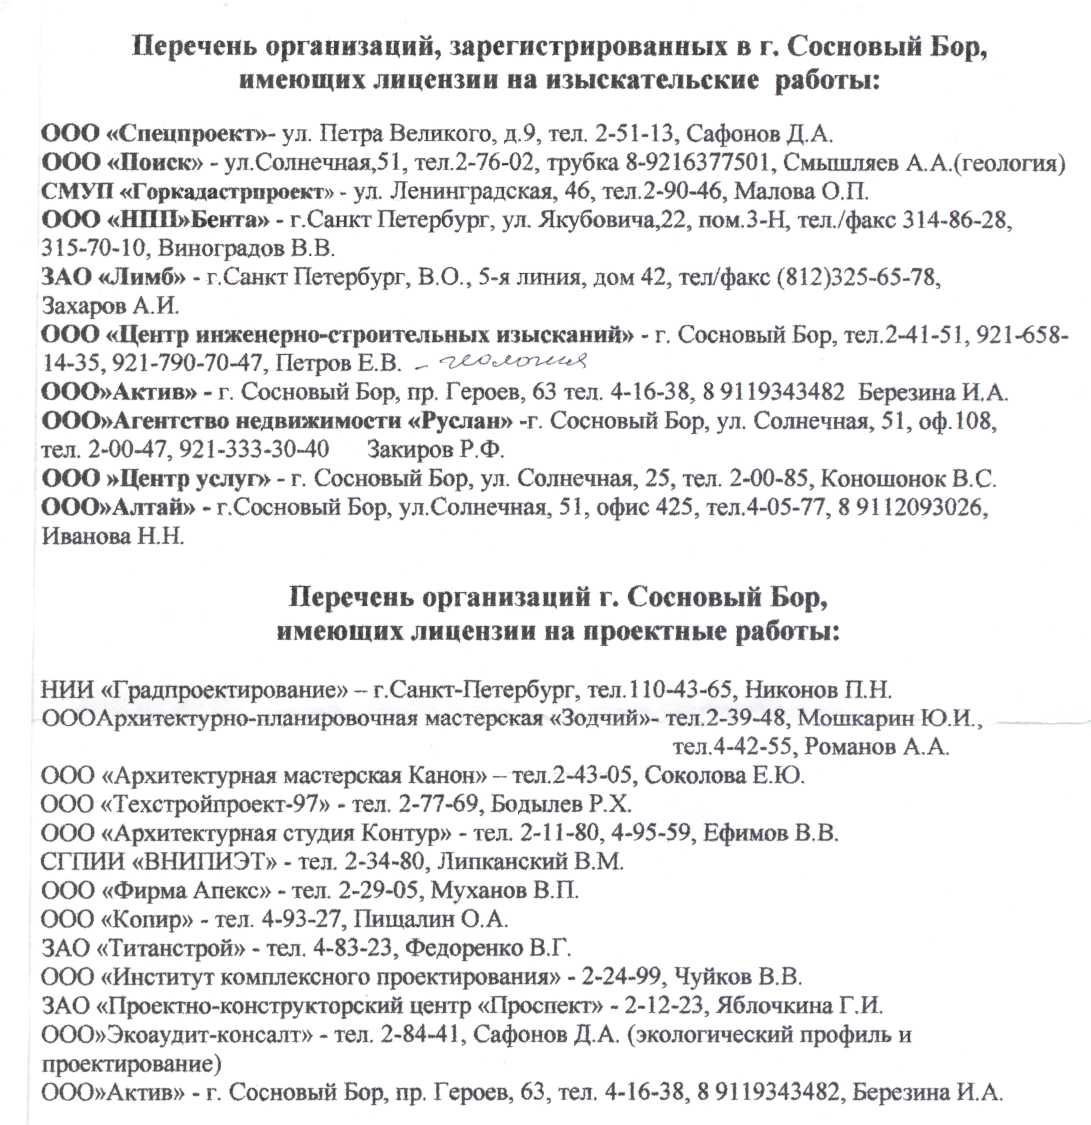 Перечень организаций, зарегистрированных в г. Сосновый Бор,
имеющих лицензии на изыскательские работы:
ООО «Спецпроект»- ул. Петра Великого, д.9, тел. 2-51-13, Сафонов Д.А.
ООО «Поиск» - ул.Солнечная,51, тел.2-76-02, трубка 8-9216377501, Смышляев А.А.(геология)
СМУП «Горкадастрпроект» - ул. Ленинградская, 46, тел.2-90-46, Малова О.П.
ООО «НПП»Бента» - г.Санкт Петербург, ул. Якубовича,22, пом.3-Н, тел./факс 314-86-28,
315-70-10, Виноградов В.В.
ЗАО «Лимб» - г.Санкт Петербург, В.О., 5-я линия, дом 42, тел/факс (812)325-65-78,
Захаров А.И.
ООО «Центр инженерно-строительных изысканий» - г. Сосновый Бор, тел.2-41-51, 921-658-
14-35, 921-790-70-47, Петров Е.В. - геология
ООО»Актив» - г. Сосновый Бор, пр. Героев, 63 тел. 4-16-38, 8 9119343482 Березина И.А.
ООО»Агентство недвижимости «Руслан» -г. Сосновый Бор, ул. Солнечная, 51, оф.108,
тел. 2-00-47, 921-333-30-40 Закиров Р.Ф.
ООО »Центр услуг» - г. Сосновый Бор, ул. Солнечная, 25, тел. 2-00-85, Коношонок В.С.
ООО»Алтай» - г.Сосновый Бор, ул.Солнечная, 51, офис 425, тел.4-05-77, 8 9112093026,
Иванова Н.Н.
Перечень организаций г. Сосновый Бор,
имеющих лицензии на проектные работы:
НИИ «Градпроектирование» – г.Санкт-Петербург, тел.110-43-65, Никонов П.Н.
ОООАрхитектурно-планировочная мастерская «Зодчий»- тел.2-39-48, Мошкарин Ю.И.,
тел.4-42-55, Романов А.А.
ООО «Архитектурная мастерская Канон» – тел.2-43-05, Соколова Е.Ю.
ООО «Техстройпроект-97» - тел. 2-77-69, Бодылев Р.Х.
ООО «Архитектурная студия Контур» - тел. 2-11-80, 4-95-59, Ефимов В.В.
СГПИИ «ВНИПИЭТ» - тел. 2-34-80, Липканский В.М.
ООО «Фирма Апекс» - тел. 2-29-05, Муханов В.П.
ООО «Копир» - тел. 4-93-27, Пищалин О.А.
ЗАО «Титанстрой» - тел. 4-83-23, Федоренко В.Г.
ООО «Институт комплексного проектирования» - 2-24-99, Чуйков В.В.
ЗАО «Проектно-конструкторский центр «Проспект» - 2-12-23, Яблочкина Г.И.
ООО»Экоаудит-консалт» - тел. 2-84-41, Сафонов Д.А. (экологический профиль и
проектирование)
ООО»Актив» - г. Сосновый Бор, пр. Героев, 63, тел. 4-16-38, 8 9119343482, Березина И.А.